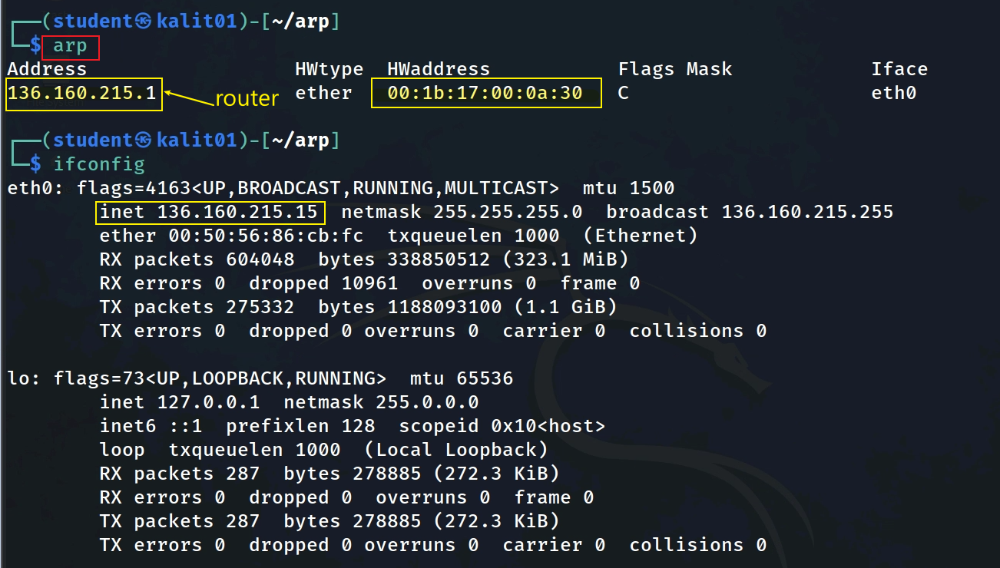 ┌──(student㉿kalit01)-[~/arp]
└─$ arp
Address HWtype HWaddress Flags Mask Iface
136.160.215.1 router ether 00:1b:17:00:0a:30 C eth0
┌──(student㉿kalit01)-[~/arp]
└─$ ifconfig
eth0: flags=4163<UP,BROADCAST,RUNNING,MULTICAST> mtu 1500
inet 136.160.215.15 netmask 255.255.255.0 broadcast 136.160.215.255
ether 00:50:56:86:cb:fc txqueuelen 1000 (Ethernet)
RX packets 604048 bytes 338850512 (323.1 MiB)
RX errors 0 dropped 10961 overruns 0 frame 0
TX packets 275332 bytes 1188093100 (1.1 GiB)
TX errors 0 dropped 0 overruns 0 carrier 0 collisions 0
lo: flags=73<UP,LOOPBACK,RUNNING> mtu 65536
inet 127.0.0.1 netmask 255.0.0.0
inet6 ::1 prefixlen 128 scopeid 0x10<host>
loop txqueuelen 1000 (Local Loopback)
RX packets 287 bytes 278885 (272.3 KiB)
RX errors 0 dropped 0 overruns 0 frame 0
TX packets 287 bytes 278885 (272.3 KiB)
TX errors 0 dropped 0 overruns 0 carrier 0 collisions 0